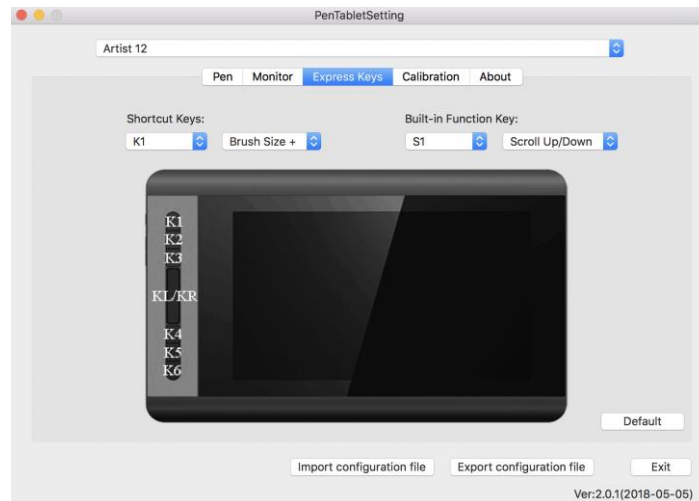 PenTabletSetting
Artist 12
Pen Monitor Express Keys Calibration About
Shortcut Keys: Built-in Function Key:
K1 Brush Size + S1 Scroll Up/Down
K1
K2
K3
KL/KR
K4
K5
K6
Default
Import configuration file Export configuration file Exit
Ver:2.0.1(2018-05-05)